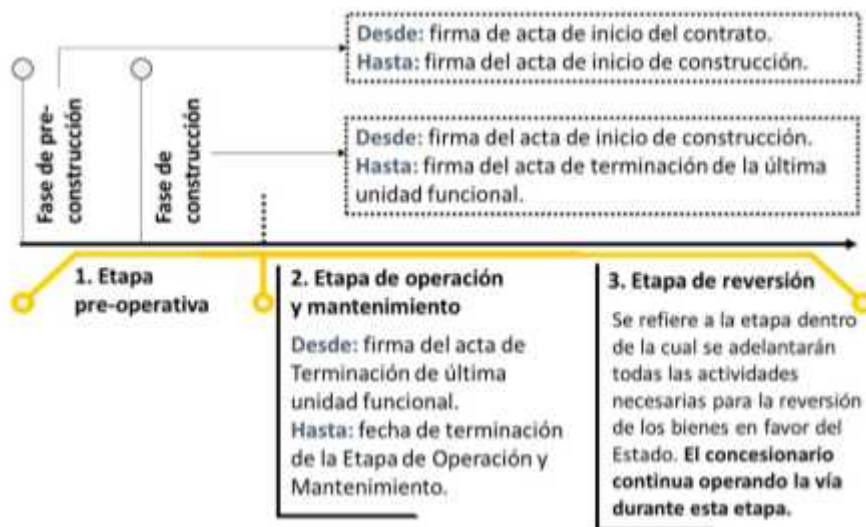 Desde: firma de acta de inicio del contrato.
Hasta: firma del acta de inicio de construcción.
Fase de pre-
construcción
Fase de
construcción
Desde: firma del acta de inicio de construcción.
Hasta: firma del acta de terminación de la última
unidad funcional.
1. Etapa
pre-operativa
2. Etapa de operación
y mantenimiento
Desde: firma del acta de
Terminación de última
unidad funcional.
Hasta: fecha de terminación
de la Etapa de Operación y
Mantenimiento.
3. Etapa de reversión
Se refiere a la etapa dentro
de la cual se adelantarán
todas las actividades
necesarias para la reversión
de los bienes en favor del
Estado. El concesionario
continua operando la vía
durante esta etapa.